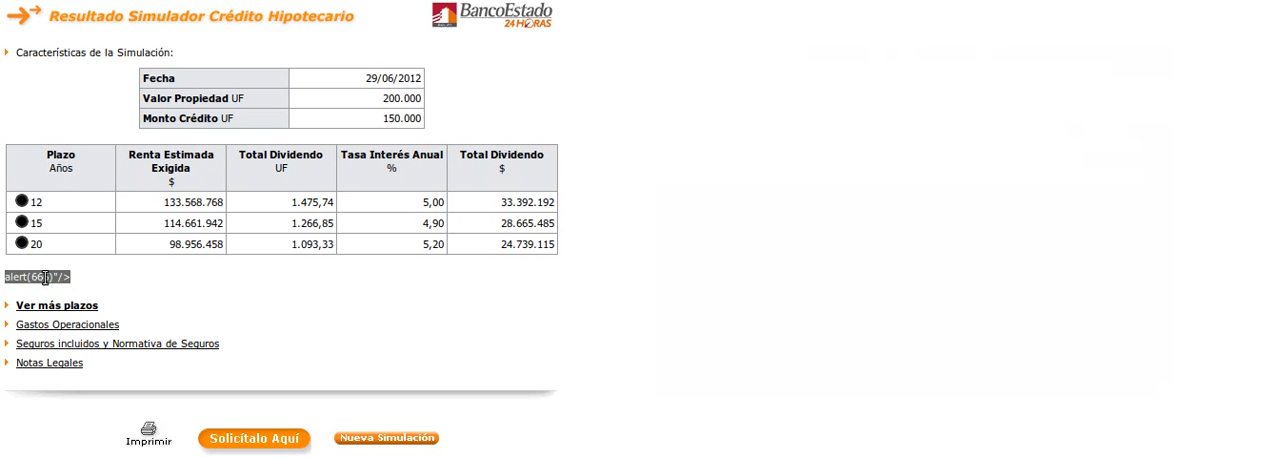 Resultado Simulador Crédito Hipotecario
BancoEstado
24 HORAS
Características de la Simulación:
Fecha 29/06/2012
Valor Propiedad UF 200.000
Monto Crédito UF 150.000
Plazo Años Renta Estimada Exigida $ Total Dividendo UF Tasa Interés Anual % Total Dividendo $
12 133.568.768 1.475,74 5,00 33.392.192
15 114.661.942 1.266,85 4,90 28.665.485
20 98.956.458 1.093,33 5,20 24.739.115
alert(666)"/>
Ver más plazos
Gastos Operacionales
Seguros incluidos y Normativa de Seguros
Notas Legales
Imprimir
Solicítalo Aquí
Nueva Simulación